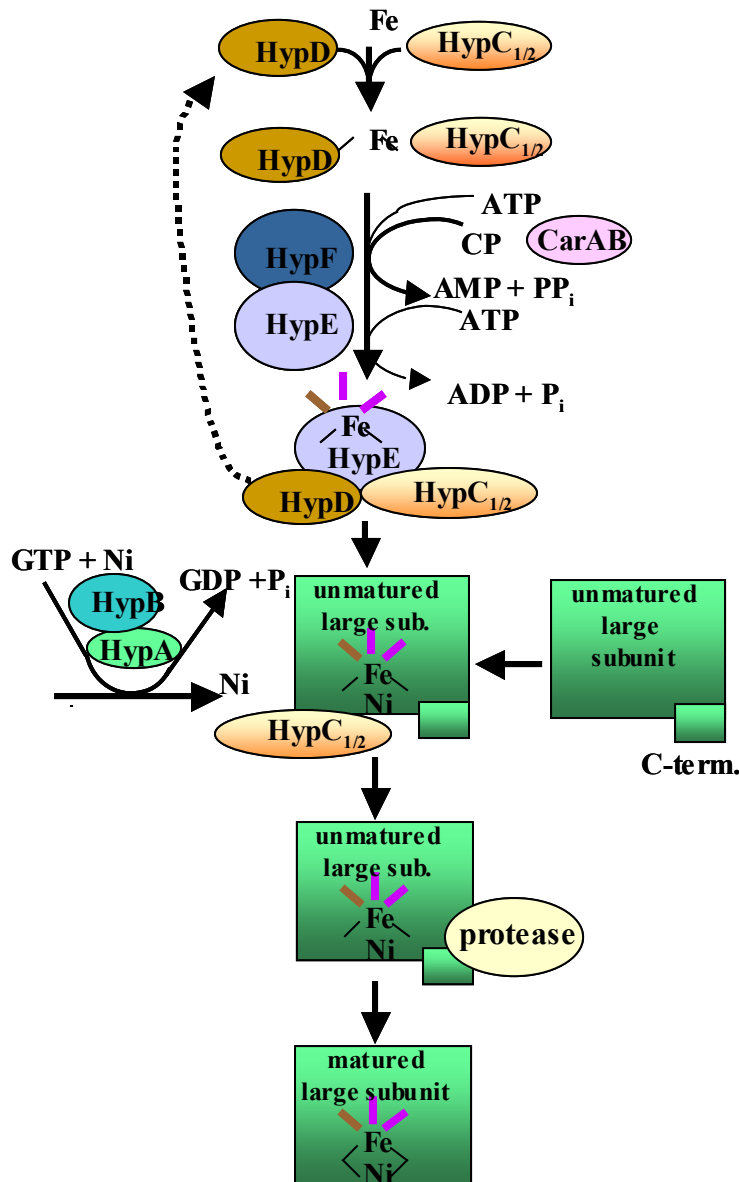 Fe
HypD
HypC1/2
HypD
Fe
HypC1/2
ATP
CP
CarAB
HypF
AMP + PPi
ATP
HypE
ADP + Pi
Fe
HypE
HypD
HypC1/2
GTP + Ni
GDP +Pi
HypB
HypA
Ni
unmatured
large sub.
Fe
Ni
HypC1/2
unmatured
large
subunit
C-term.
unmatured
large sub.
Fe
Ni
protease
matured
large subunit
Fe
Ni